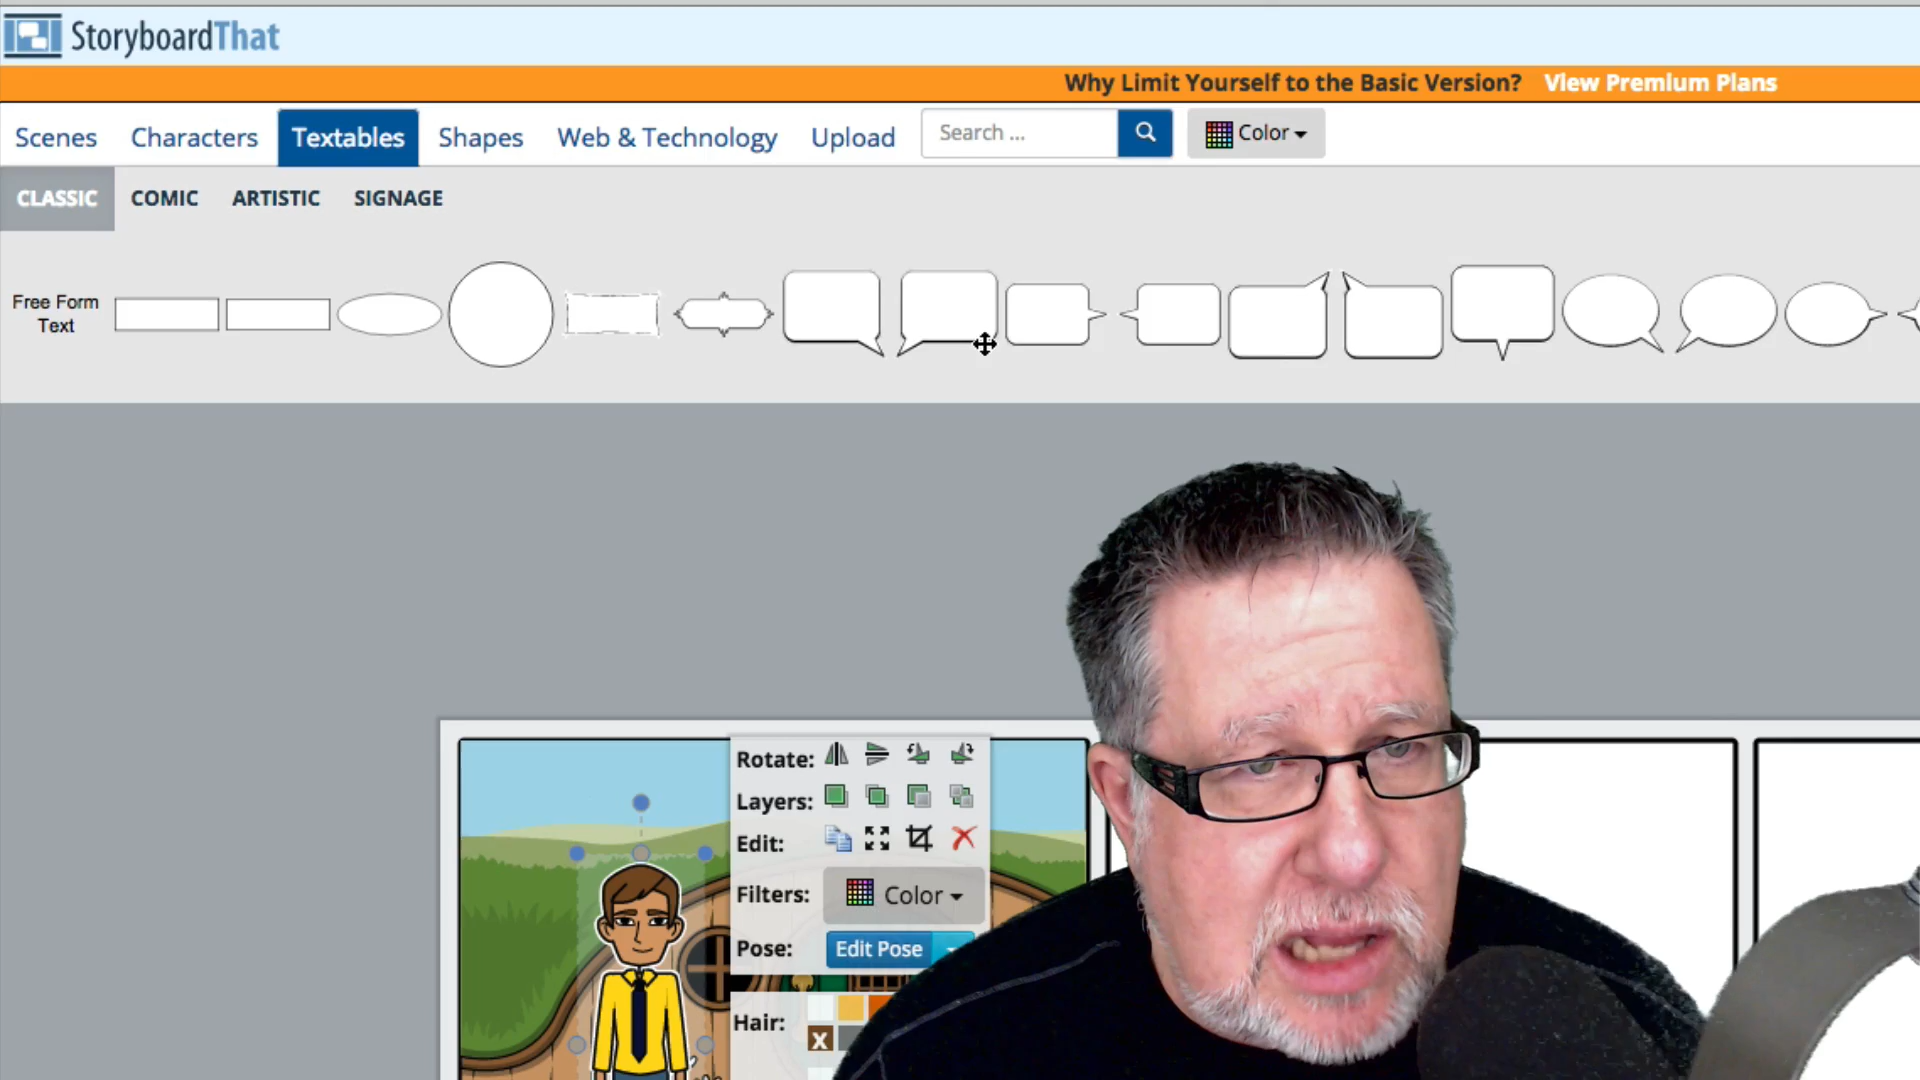 StoryboardThat
Why Limit Yourself to the Basic Version? View Premium Plans
Scenes Characters Textables Shapes Web & Technology Upload Search ... Color
CLASSIC COMIC ARTISTIC SIGNAGE
Free Form
Text
Rotate:
Layers:
Edit:
Filters: Color
Pose: Edit Pose
Hair:
X